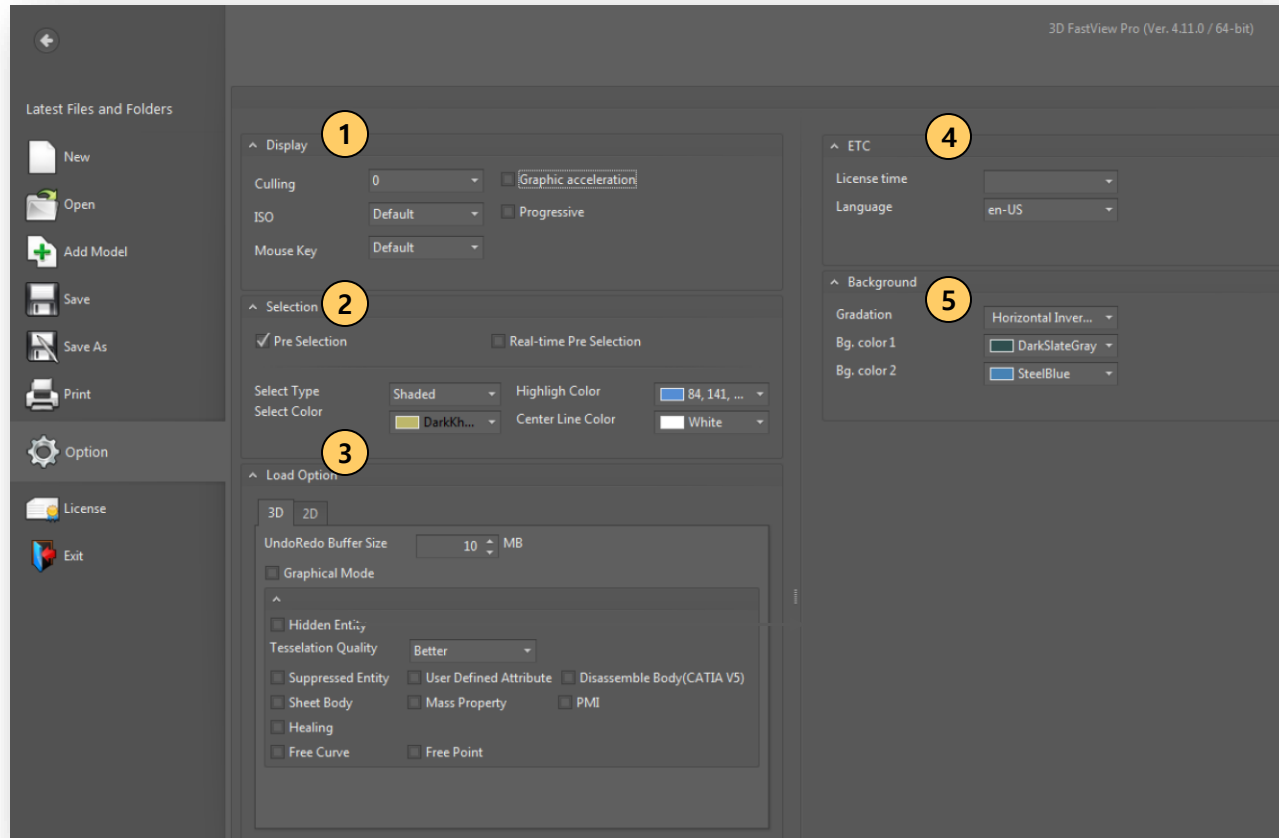 3D FastView Pro (Ver. 4.11.0 / 64-bit)
Latest Files and Folders
New
Open
Add Model
Save
Save As
Print
Option
License
Exit
Display 1
Culling 0 Graphic acceleration
ISO Default Progressive
Mouse Key Default
Selection 2
Pre Selection Real-time Pre Selection
Select Type Shaded Highligh Color 84, 141, ...
Select Color DarkKh... Center Line Color White
3
Load Option
3D 2D
UndoRedo Buffer Size 10 MB
Graphical Mode
Hidden Entity
Tesselation Quality Better
Suppressed Entity User Defined Attribute Disassemble Body(CATIA V5)
Sheet Body Mass Property PMI
Healing
Free Curve Free Point
ETC 4
License time
Language en-US
Background 5
Gradation Horizontal Inver...
Bg. color 1 DarkSlateGray
Bg. color 2 SteelBlue